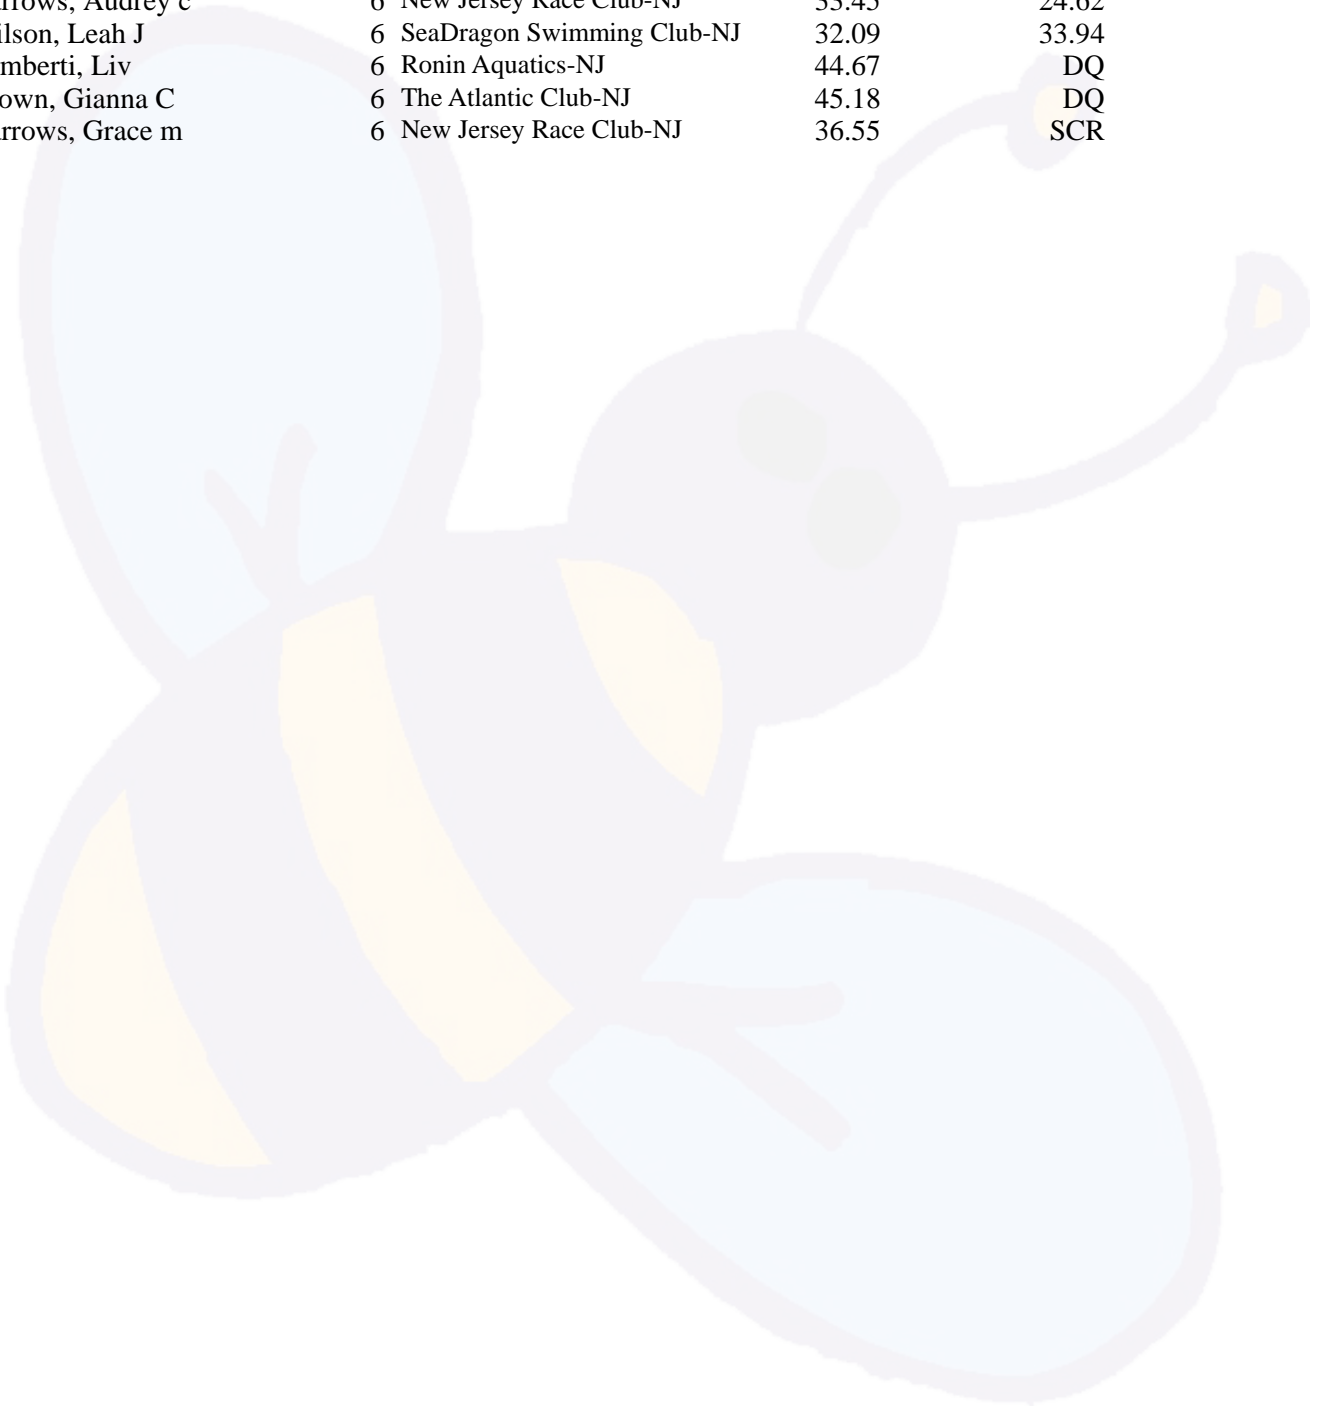 rrows, Audrey c 6 New Jersey Race Club-NJ
ilson, Leah J 6 SeaDragon Swimming Club-NJ 32.09 33.94
mberti, Liv 6 Ronin Aquatics-NJ 44.67 DQ
own, Gianna C 6 The Atlantic Club-NJ 45.18 DQ
rrows, Grace m 6 New Jersey Race Club-NJ 36.55 SCR